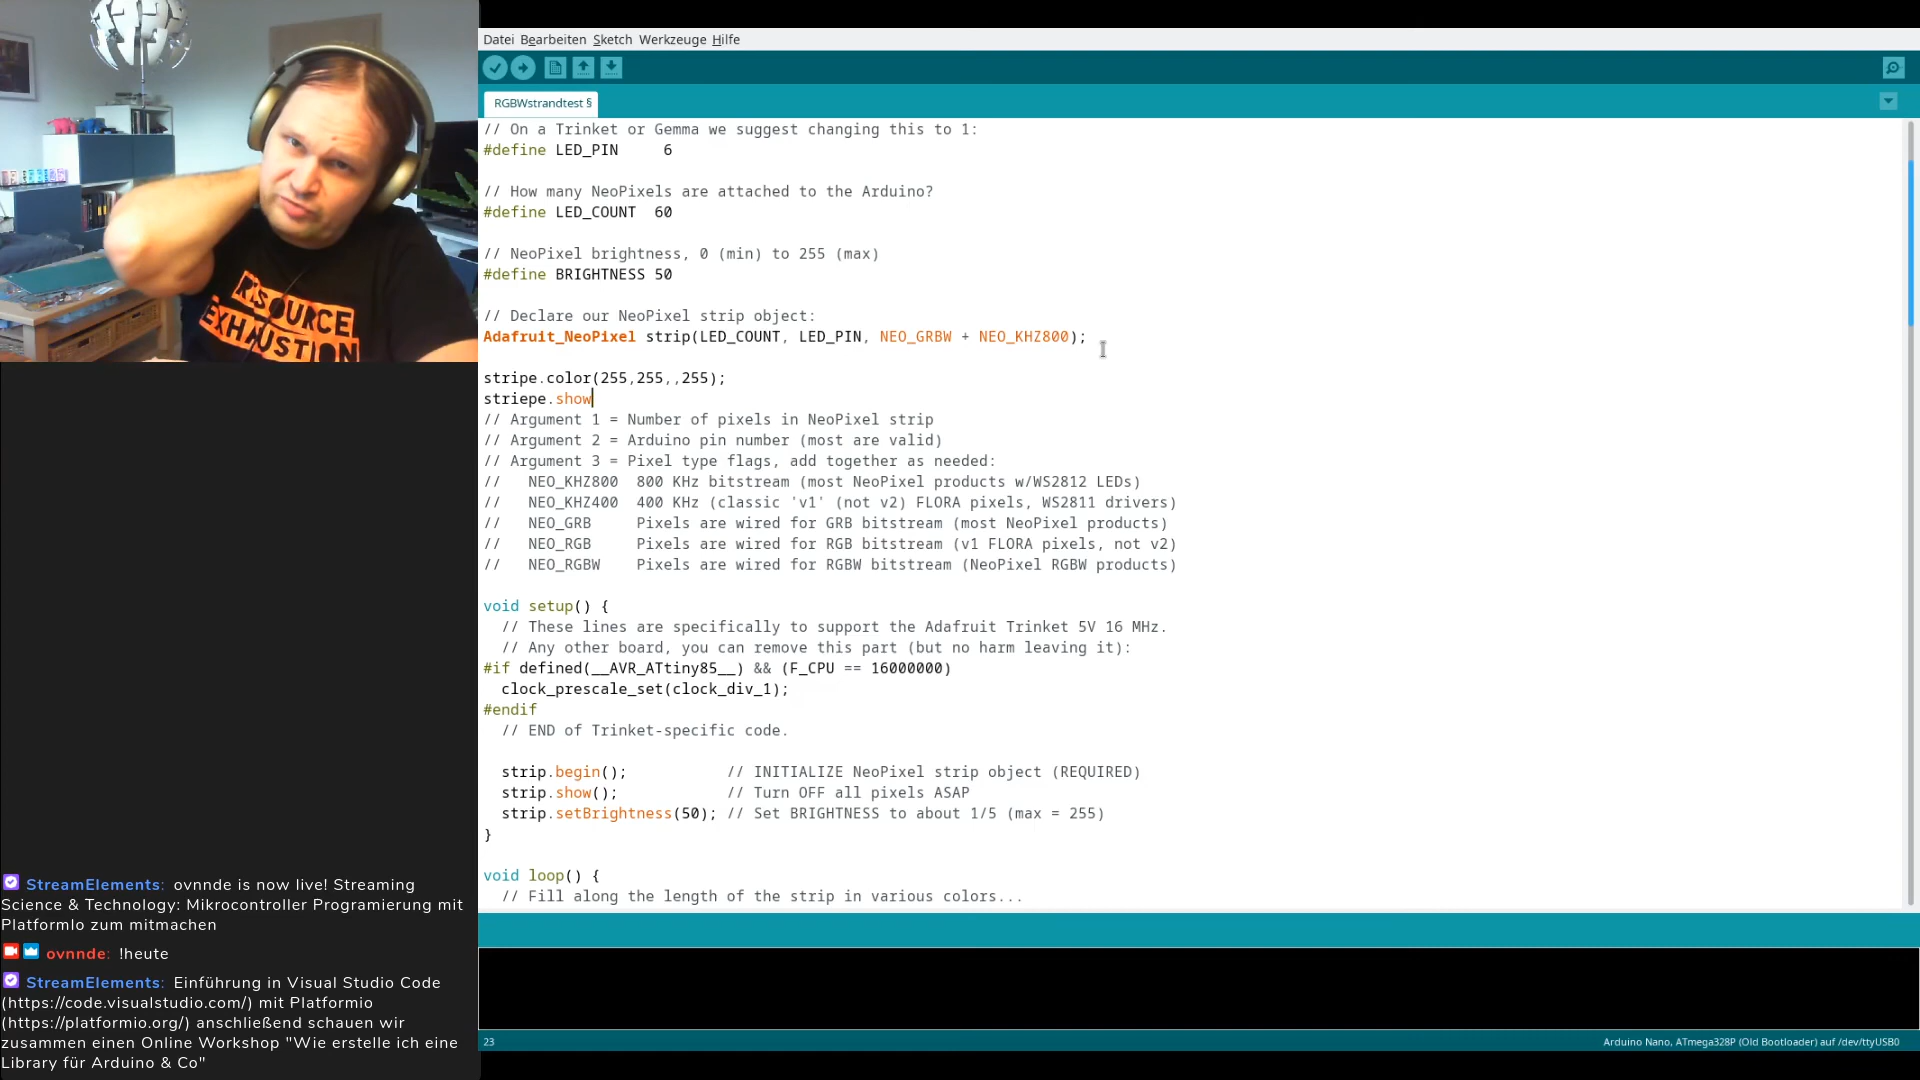 Datei Bearbeiten Sketch Werkzeuge Hilfe
RGBWstrandtest §
// On a Trinket or Gemma we suggest changing this to 1:
#define LED_PIN     6
// How many NeoPixels are attached to the Arduino?
#define LED_COUNT  60
// NeoPixel brightness, 0 (min) to 255 (max)
#define BRIGHTNESS 50
// Declare our NeoPixel strip object:
Adafruit_NeoPixel strip(LED_COUNT, LED_PIN, NEO_GRBW + NEO_KHZ800);
stripe.color(255,255,,255);
striepe.show
// Argument 1 = Number of pixels in NeoPixel strip
// Argument 2 = Arduino pin number (most are valid)
// Argument 3 = Pixel type flags, add together as needed:
//   NEO_KHZ800  800 KHz bitstream (most NeoPixel products w/WS2812 LEDs)
//   NEO_KHZ400  400 KHz (classic 'v1' (not v2) FLORA pixels, WS2811 drivers)
//   NEO_GRB     Pixels are wired for GRB bitstream (most NeoPixel products)
//   NEO_RGB     Pixels are wired for RGB bitstream (v1 FLORA pixels, not v2)
//   NEO_RGBW    Pixels are wired for RGBW bitstream (NeoPixel RGBW products)
void setup() {
  // These lines are specifically to support the Adafruit Trinket 5V 16 MHz.
  // Any other board, you can remove this part (but no harm leaving it):
#if defined(__AVR_ATtiny85__) && (F_CPU == 16000000)
  clock_prescale_set(clock_div_1);
#endif
  // END of Trinket-specific code.
  strip.begin();           // INITIALIZE NeoPixel strip object (REQUIRED)
  strip.show();            // Turn OFF all pixels ASAP
  strip.setBrightness(50); // Set BRIGHTNESS to about 1/5 (max = 255)
}
void loop() {
  // Fill along the length of the strip in various colors...
23
Arduino Nano, ATmega328P (Old Bootloader) auf /dev/ttyUSB0
RESOURCE
EXHAUSTION
StreamElements: ovnnde is now live! Streaming
Science & Technology: Mikrocontroller Programierung mit
PlatformIo zum mitmachen
ovnnde: !heute
StreamElements: Einführung in Visual Studio Code
(https://code.visualstudio.com/) mit Platformio
(https://platformio.org/) anschließend schauen wir
zusammen einen Online Workshop "Wie erstelle ich eine
Library für Arduino & Co"